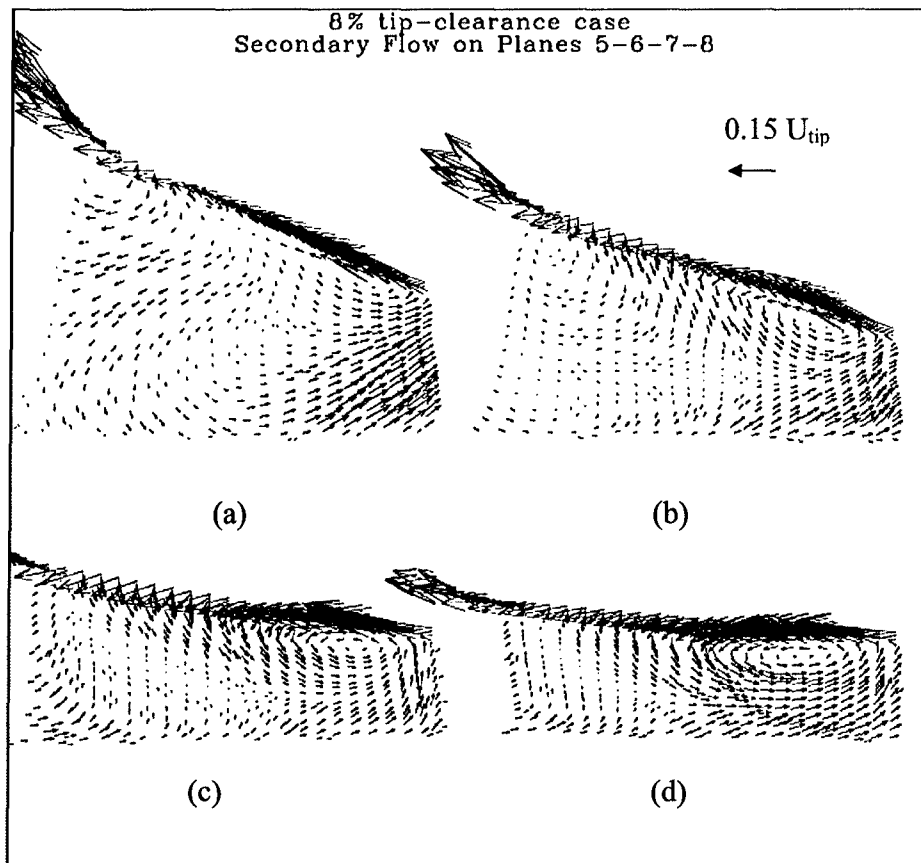 8% tip-clearance case
Secondary Flow on Planes 5-6-7-8
0.15 U_tip
(a)
(b)
(c)
(d)